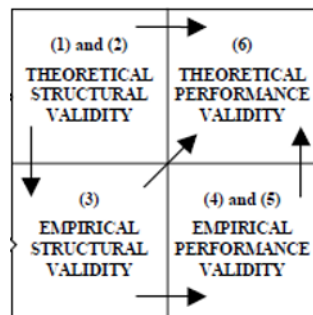 (1) and (2)
THEORETICAL
STRUCTURAL
VALIDITY
(6)
THEORETICAL
PERFORMANCE
VALIDITY
(3)
EMPIRICAL
STRUCTURAL
VALIDITY
(4) and (5)
EMPIRICAL
PERFORMANCE
VALIDITY